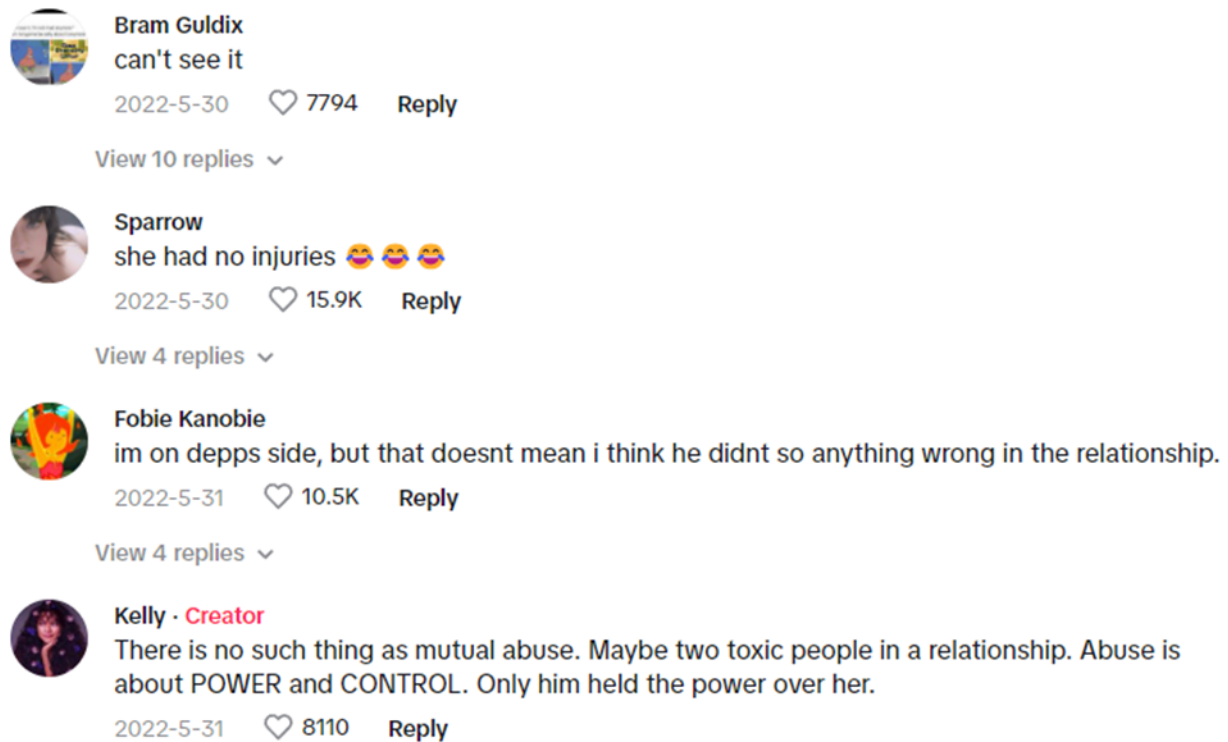 Bram Guldix
can't see it
2022-5-30 7794 Reply
View 10 replies
Sparrow
she had no injuries 😂 😂 😂
2022-5-30 15.9K Reply
View 4 replies
Fobie Kanobie
im on depps side, but that doesnt mean i think he didnt so anything wrong in the relationship.
2022-5-31 10.5K Reply
View 4 replies
Kelly · Creator
There is no such thing as mutual abuse. Maybe two toxic people in a relationship. Abuse is
about POWER and CONTROL. Only him held the power over her.
2022-5-31 8110 Reply